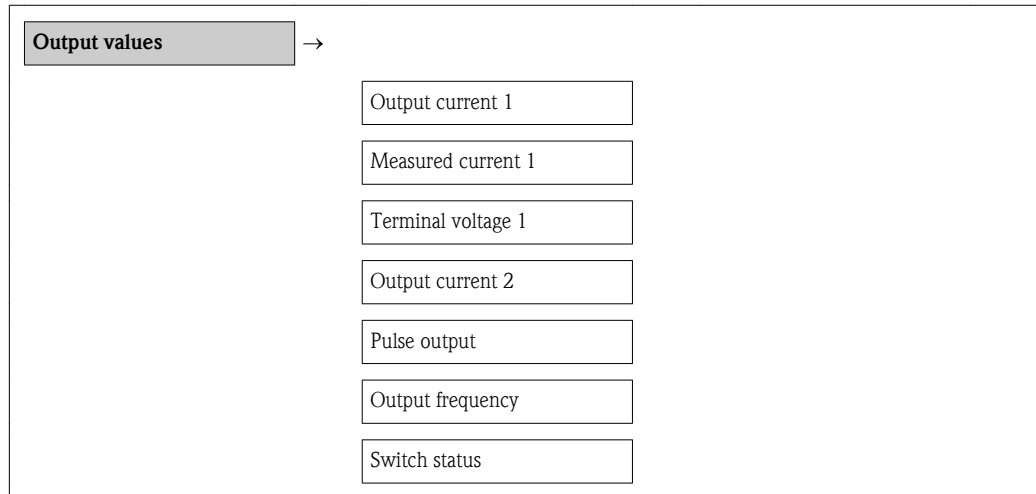 Output values →
Output current 1
Measured current 1
Terminal voltage 1
Output current 2
Pulse output
Output frequency
Switch status